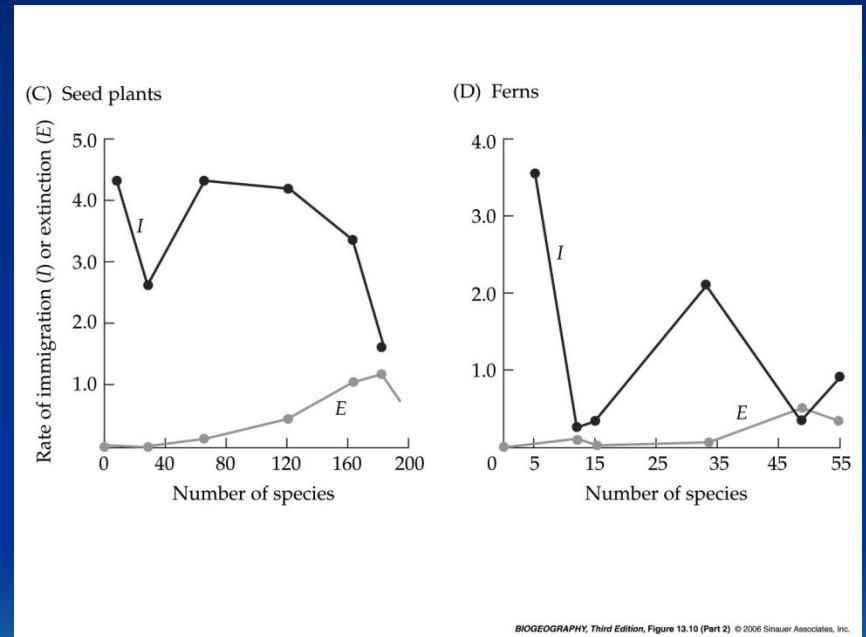 (C) Seed plants
Rate of immigration (I) or extinction (E)
5.0
4.0
3.0
2.0
1.0
I
E
0 40 80 120 160 200
Number of species
(D) Ferns
4.0
3.0
2.0
1.0
I
E
0 5 15 25 35 45 55
Number of species
BIOGEOGRAPHY, Third Edition, Figure 13.10 (Part 2) © 2006 Sinauer Associates, Inc.